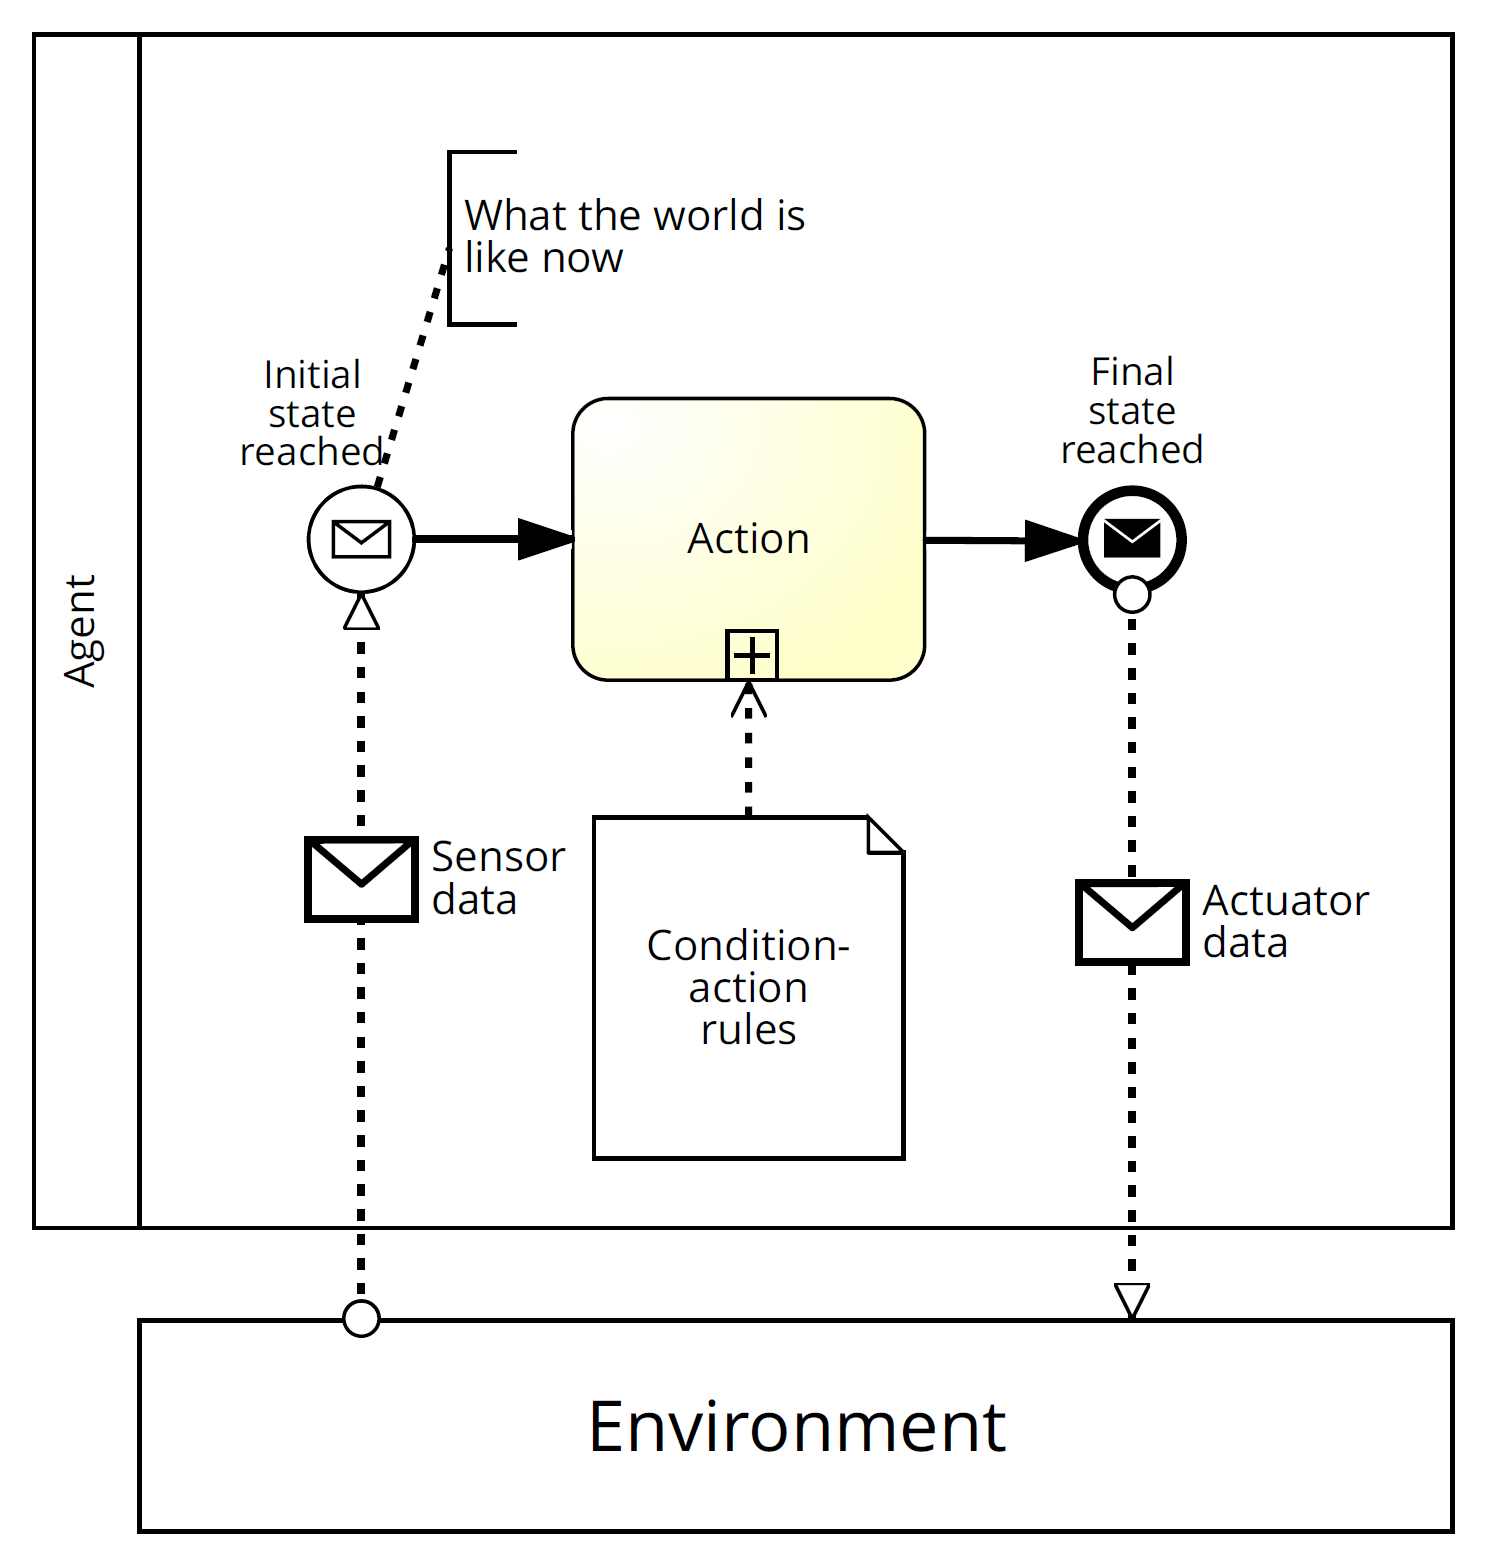 Agent
What the world is
like now
Initial
state
reached
Action
Final
state
reached
Sensor
data
Condition-
action
rules
Actuator
data
Environment